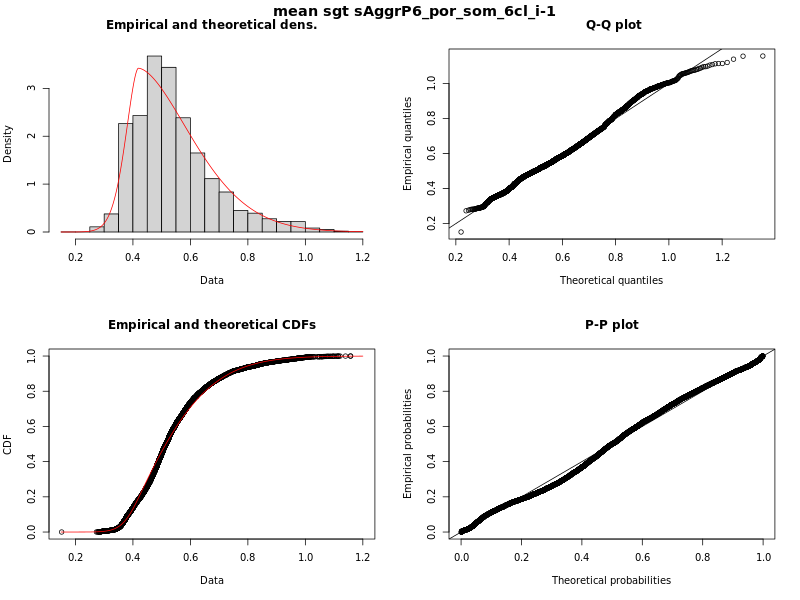 mean sgt sAggrP6_por_som_6cl_i-1
Empirical and theoretical dens.
Density
0 1 2 3
0.2 0.4 0.6 0.8 1.0 1.2
Data
Q-Q plot
Empirical quantiles
0.2 0.4 0.6 0.8 1.0
0.2 0.4 0.6 0.8 1.0 1.2
Theoretical quantiles
Empirical and theoretical CDFs
CDF
0.0 0.2 0.4 0.6 0.8 1.0
0.2 0.4 0.6 0.8 1.0 1.2
Data
P-P plot
Empirical probabilities
0.0 0.2 0.4 0.6 0.8 1.0
0.0 0.2 0.4 0.6 0.8 1.0
Theoretical probabilities